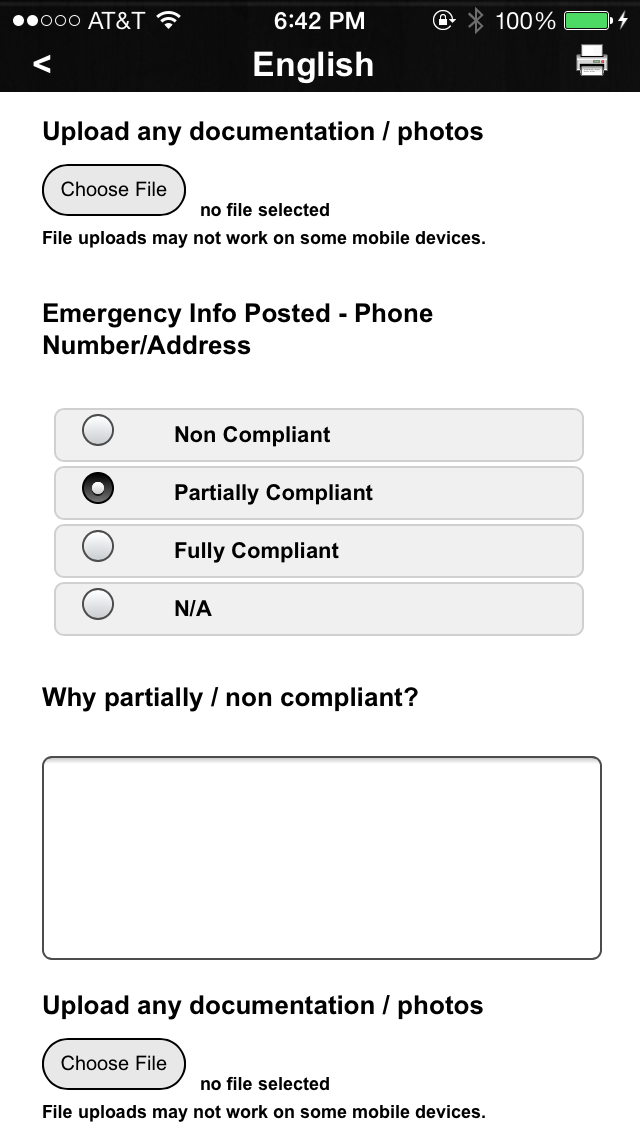 AT&T 6:42 PM 100%
< English
Upload any documentation / photos
Choose File no file selected
File uploads may not work on some mobile devices.
Emergency Info Posted - Phone
Number/Address
Non Compliant
Partially Compliant
Fully Compliant
N/A
Why partially / non compliant?
Upload any documentation / photos
Choose File no file selected
File uploads may not work on some mobile devices.